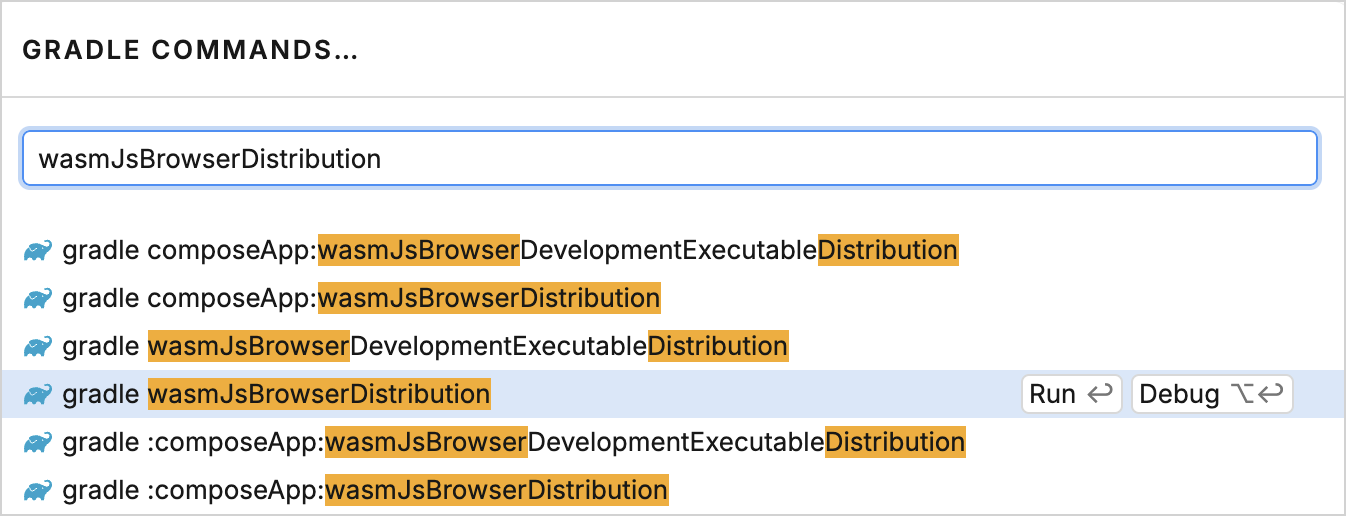 GRADLE COMMANDS…
wasmJsBrowserDistribution
gradle composeApp:wasmJsBrowserDevelopmentExecutableDistribution
gradle composeApp:wasmJsBrowserDistribution
gradle wasmJsBrowserDevelopmentExecutableDistribution
gradle wasmJsBrowserDistribution Run ↩ Debug ⌥↩
gradle :composeApp:wasmJsBrowserDevelopmentExecutableDistribution
gradle :composeApp:wasmJsBrowserDistribution